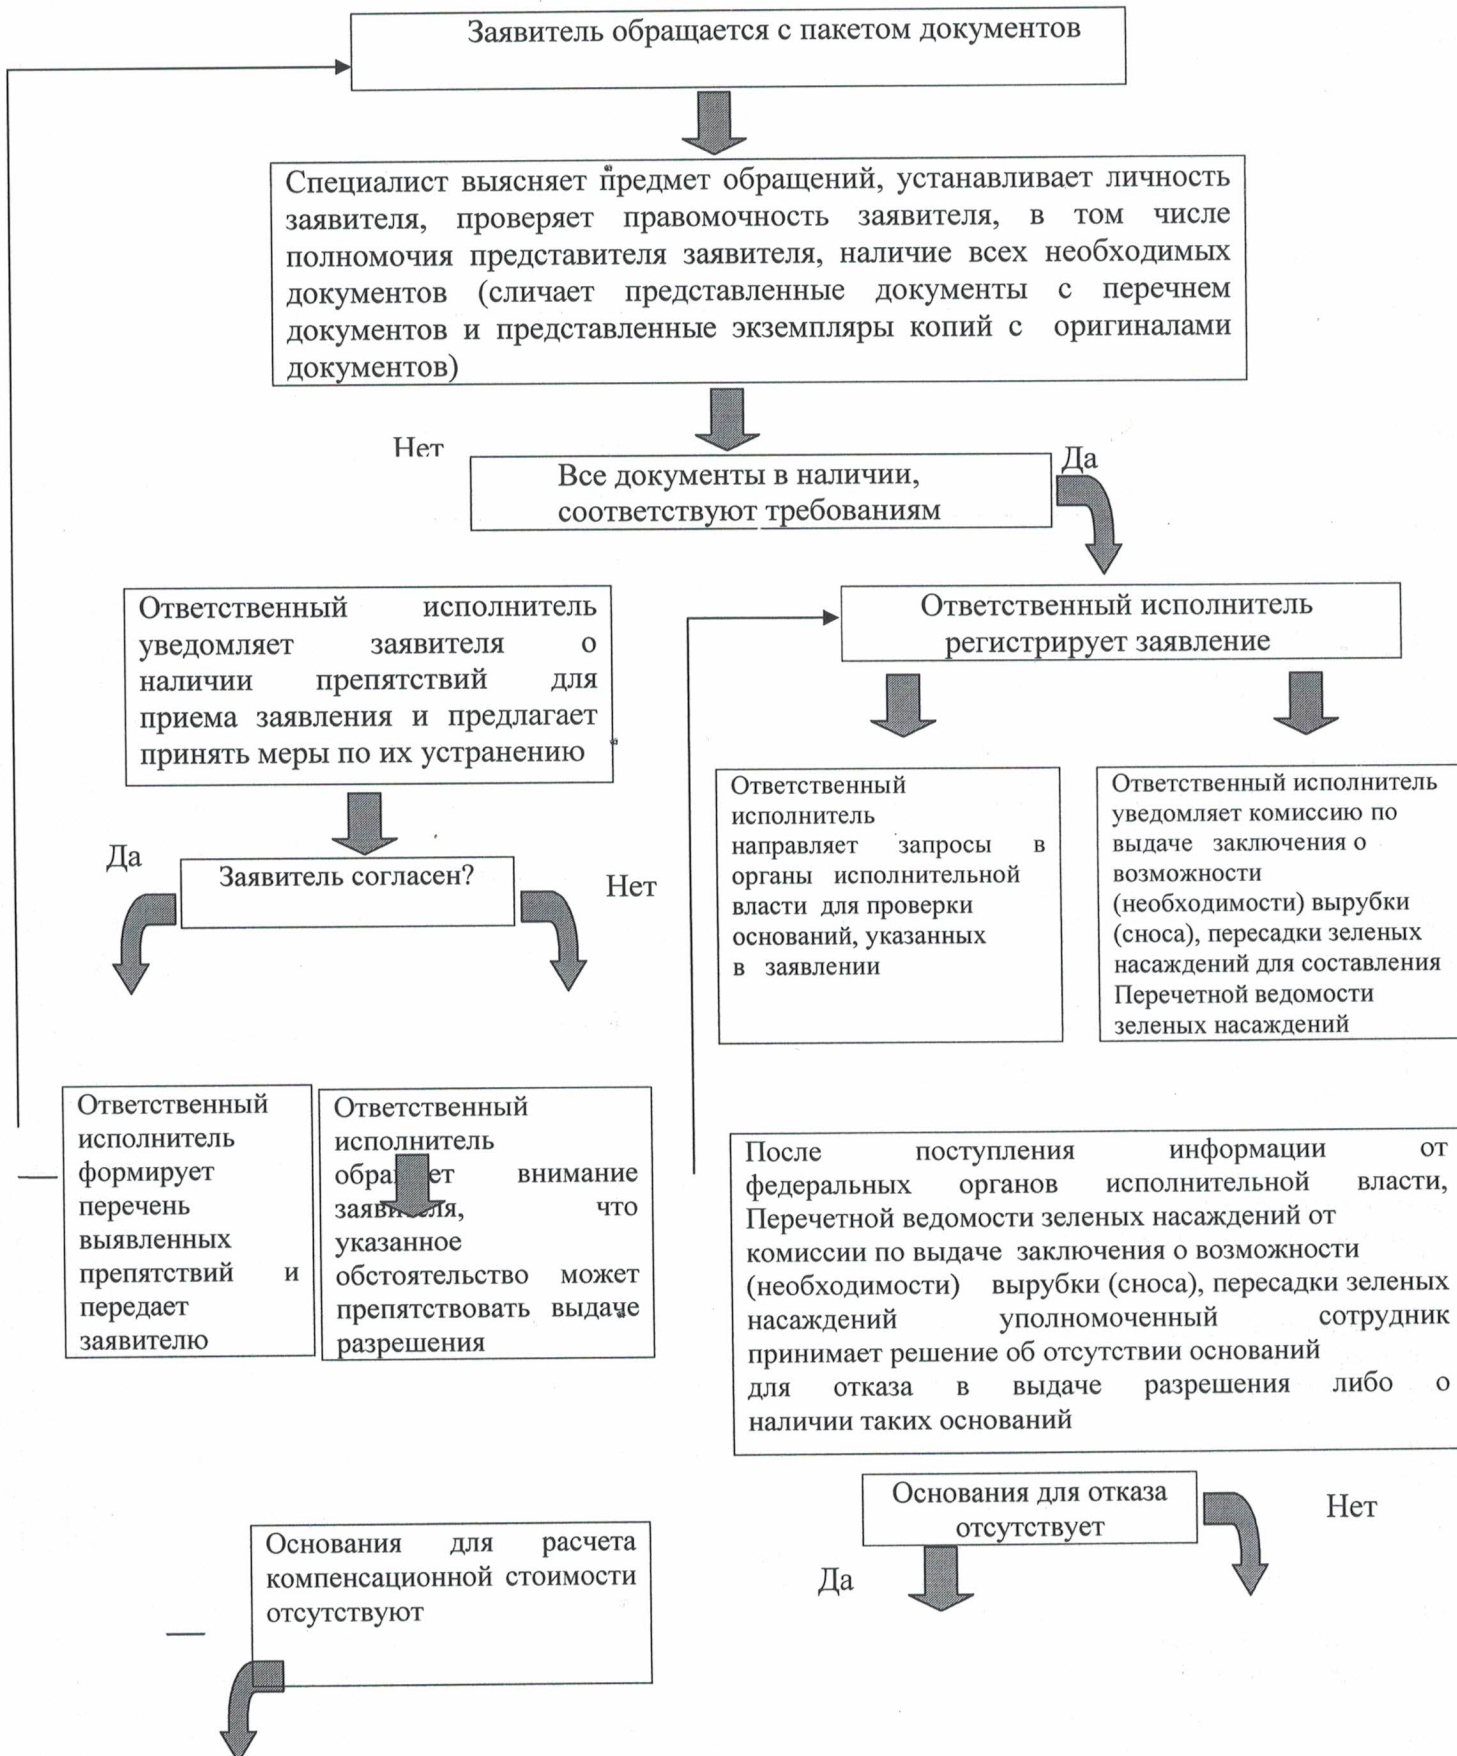 Заявитель обращается с пакетом документов
Специалист выясняет предмет обращений, устанавливает личность
заявителя, проверяет правомочность заявителя, в том числе
полномочия представителя заявителя, наличие всех необходимых
документов (сличает представленные документы с перечнем
документов и представленные экземпляры копий с оригиналами
документов)
Нет
Все документы в наличии,
соответствуют требованиям
Да
Ответственный исполнитель
уведомляет заявителя о
наличии препятствий для
приема заявления и предлагает
принять меры по их устранению
Ответственный исполнитель
регистрирует заявление
Да
Заявитель согласен?
Нет
Ответственный
исполнитель
направляет запросы в
органы исполнительной
власти для проверки
оснований, указанных
в заявлении
Ответственный исполнитель
уведомляет комиссию по
выдаче заключения о
возможности
(необходимости) вырубки
(сноса), пересадки зеленых
насаждений для составления
Перечетной ведомости
зеленых насаждений
Ответственный
исполнитель
формирует
перечень
выявленных
препятствий и
передает
заявителю
Ответственный
исполнитель
обращает внимание
заявителя, что
указанное
обстоятельство может
препятствовать выдаче
разрешения
После поступления информации от
федеральных органов исполнительной власти,
Перечетной ведомости зеленых насаждений от
комиссии по выдаче заключения о возможности
(необходимости) вырубки (сноса), пересадки зеленых
насаждений уполномоченный сотрудник
принимает решение об отсутствии оснований
для отказа в выдаче разрешения либо о
наличии таких оснований
Основания для отказа
отсутствует
Нет
Да
Основания для расчета
компенсационной стоимости
отсутствуют